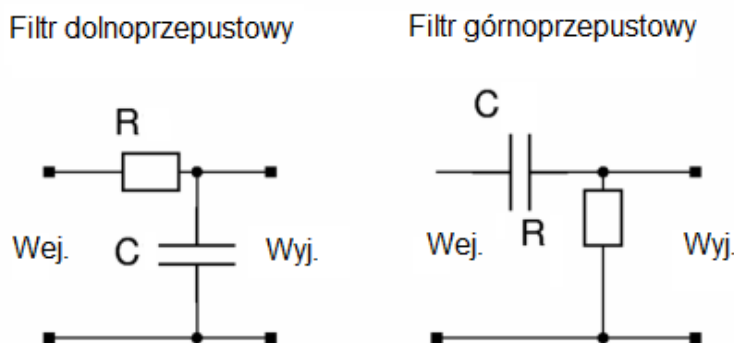 Filtr dolnoprzepustowy
Filtr górnoprzepustowy
R
Wej.
C
Wyj.
C
Wej.
R
Wyj.